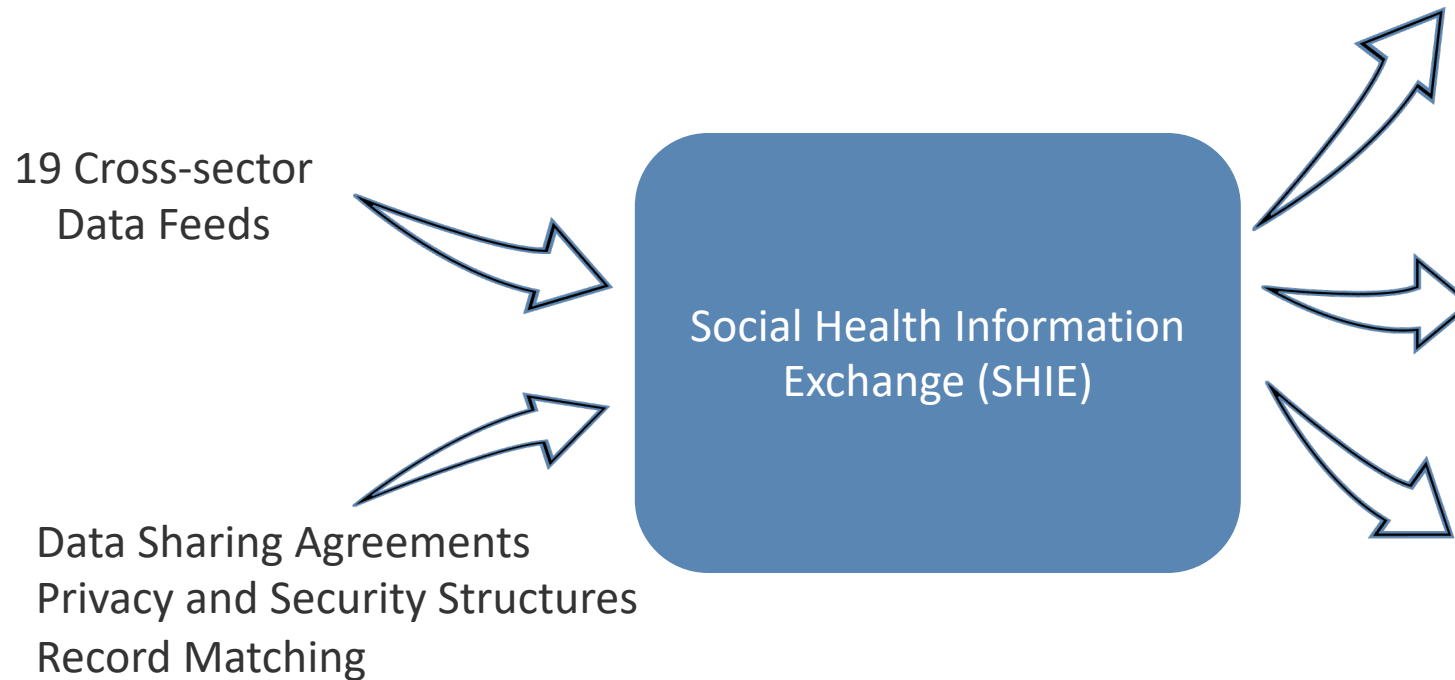 19 Cross-sector
Data Feeds
Social Health Information
Exchange (SHIE)
Data Sharing Agreements
Privacy and Security Structures
Record Matching